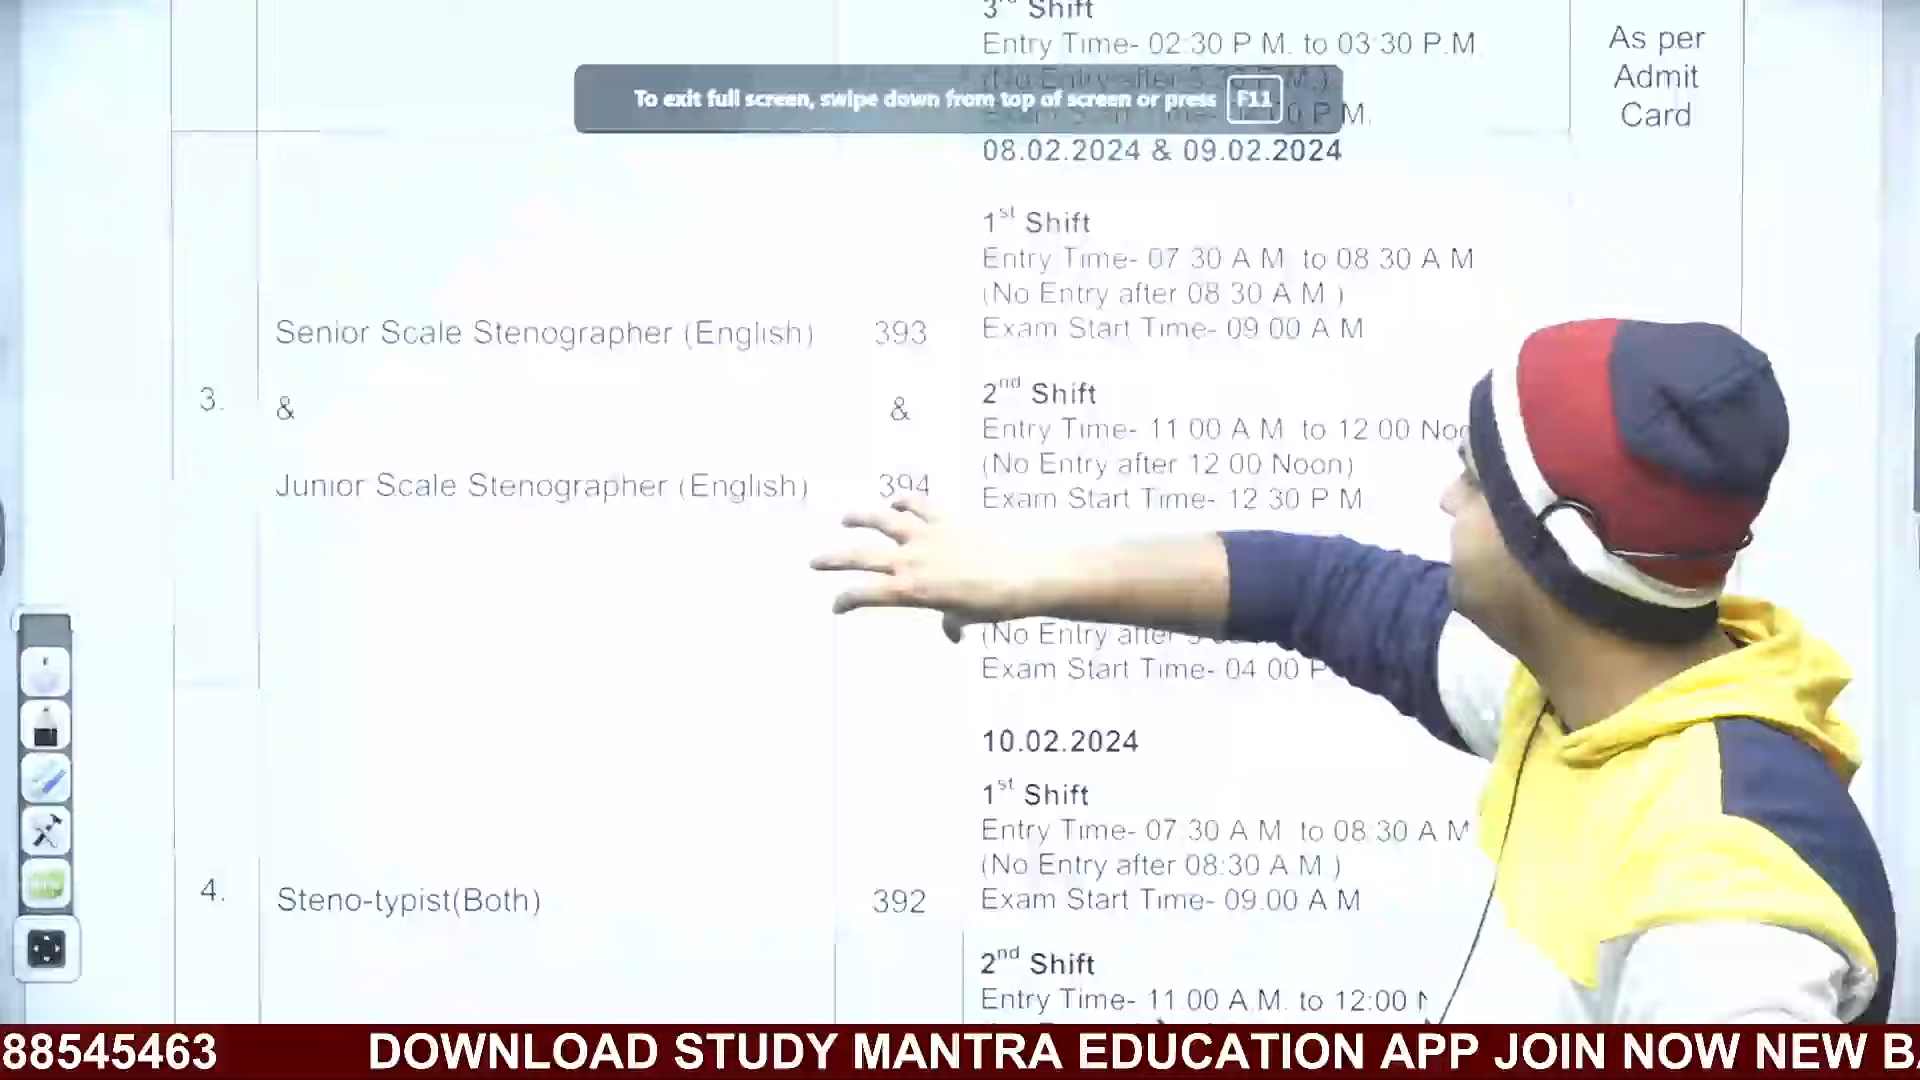 3rd Shift
Entry Time- 02:30 P.M. to 03:30 P.M.
As per
Admit
Card
To exit full screen, swipe down from top of screen or press F11
08.02.2024 & 09.02.2024
1st Shift
Entry Time- 07 30 A M to 08 30 A M
(No Entry after 08 30 A M )
Senior Scale Stenographer (English) 393
Exam Start Time- 09 00 A M
3. & &
2nd Shift
Entry Time- 11 00 A M to 12 00
(No Entry after 12 00 Noon)
Junior Scale Stenographer (English) 394
Exam Start Time- 12 30 P M
(No Entry after
Exam Start Time- 04 00 P
10.02.2024
1st Shift
Entry Time- 07 30 A M to 08 30 A M
(No Entry after 08:30 A M )
4. Steno-typist(Both) 392
Exam Start Time- 09.00 A M
2nd Shift
Entry Time- 11 00 A.M. to 12:00
88545463 DOWNLOAD STUDY MANTRA EDUCATION APP JOIN NOW NEW